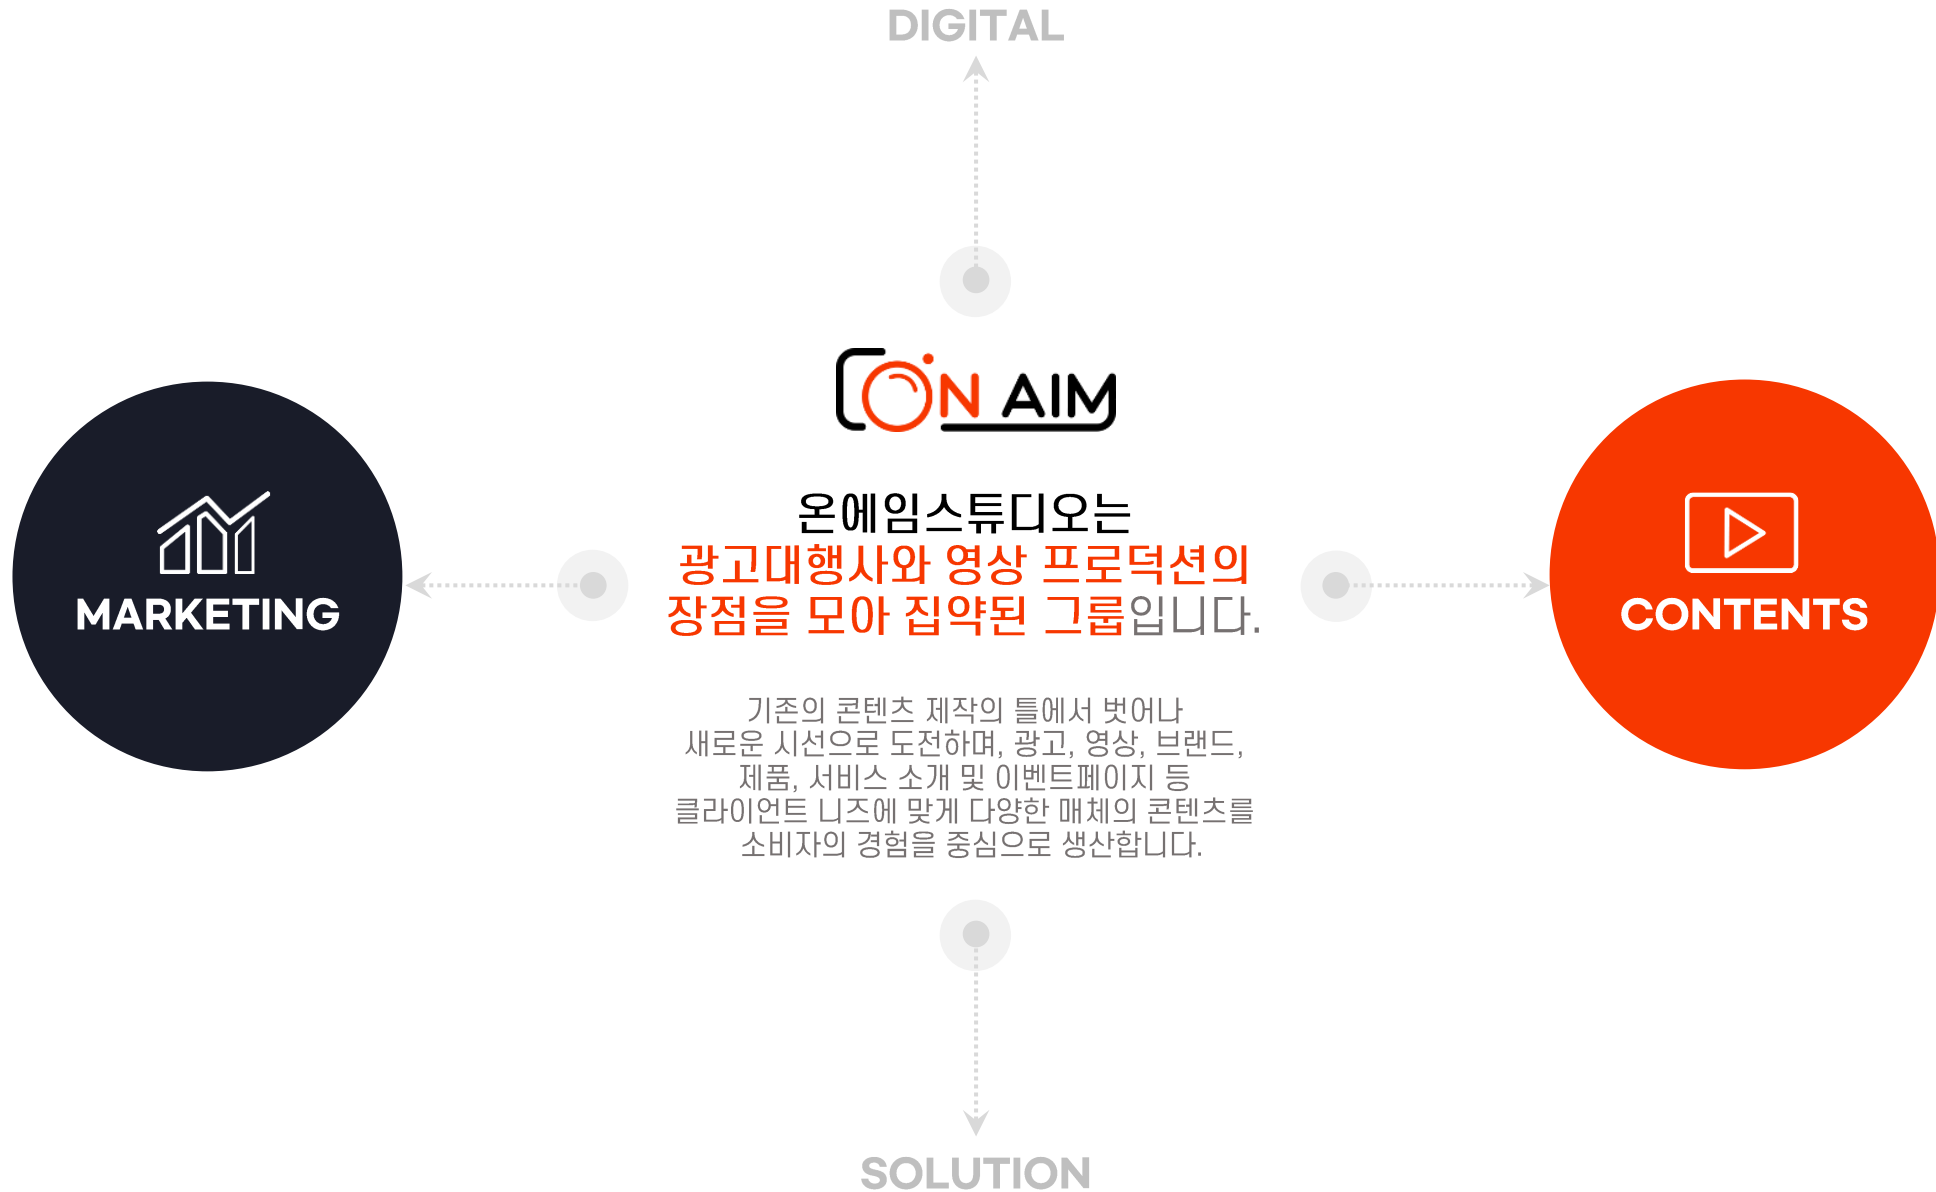 DIGITAL
ON AIM
온에임스튜디오는
광고대행사와 영상 프로덕션의
장점을 모아 집약된 그룹입니다.
MARKETING
CONTENTS
기존의 콘텐츠 제작의 틀에서 벗어나
새로운 시선으로 도전하며, 광고, 영상, 브랜드,
제품, 서비스 소개 및 이벤트페이지 등
클라이언트 니즈에 맞게 다양한 매체의 콘텐츠를
소비자의 경험을 중심으로 생산합니다.
SOLUTION